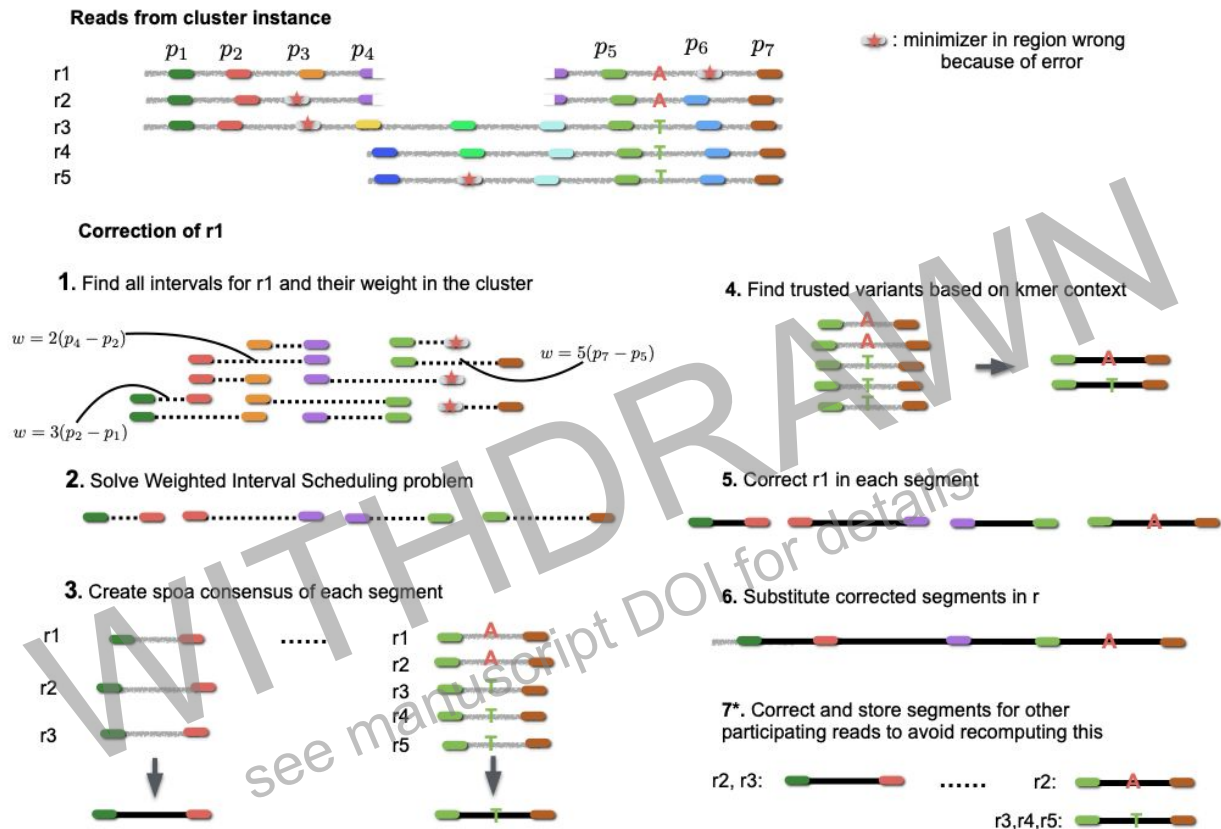 Reads from cluster instance
p1 p2 p3 p4 p5 p6 p7
: minimizer in region wrong
because of error
r1 A
r2 A
r3 T
r4 T
r5 T
Correction of r1
1. Find all intervals for r1 and their weight in the cluster
w = 2(p4 − p2)
w = 5(p7 − p5)
w = 3(p2 − p1)
2. Solve Weighted Interval Scheduling problem
3. Create spoa consensus of each segment
r1 ...... r1 A
r2 r2 A
r3 r3 T
r4 T
r5 T
T
4. Find trusted variants based on kmer context
A
A A
T T
T
T
5. Correct r1 in each segment
A
6. Substitute corrected segments in r
A
7*. Correct and store segments for other
participating reads to avoid recomputing this
r2, r3: ...... r2: A
r3,r4,r5: T
WITHDRAWN
see manuscript DOI for details